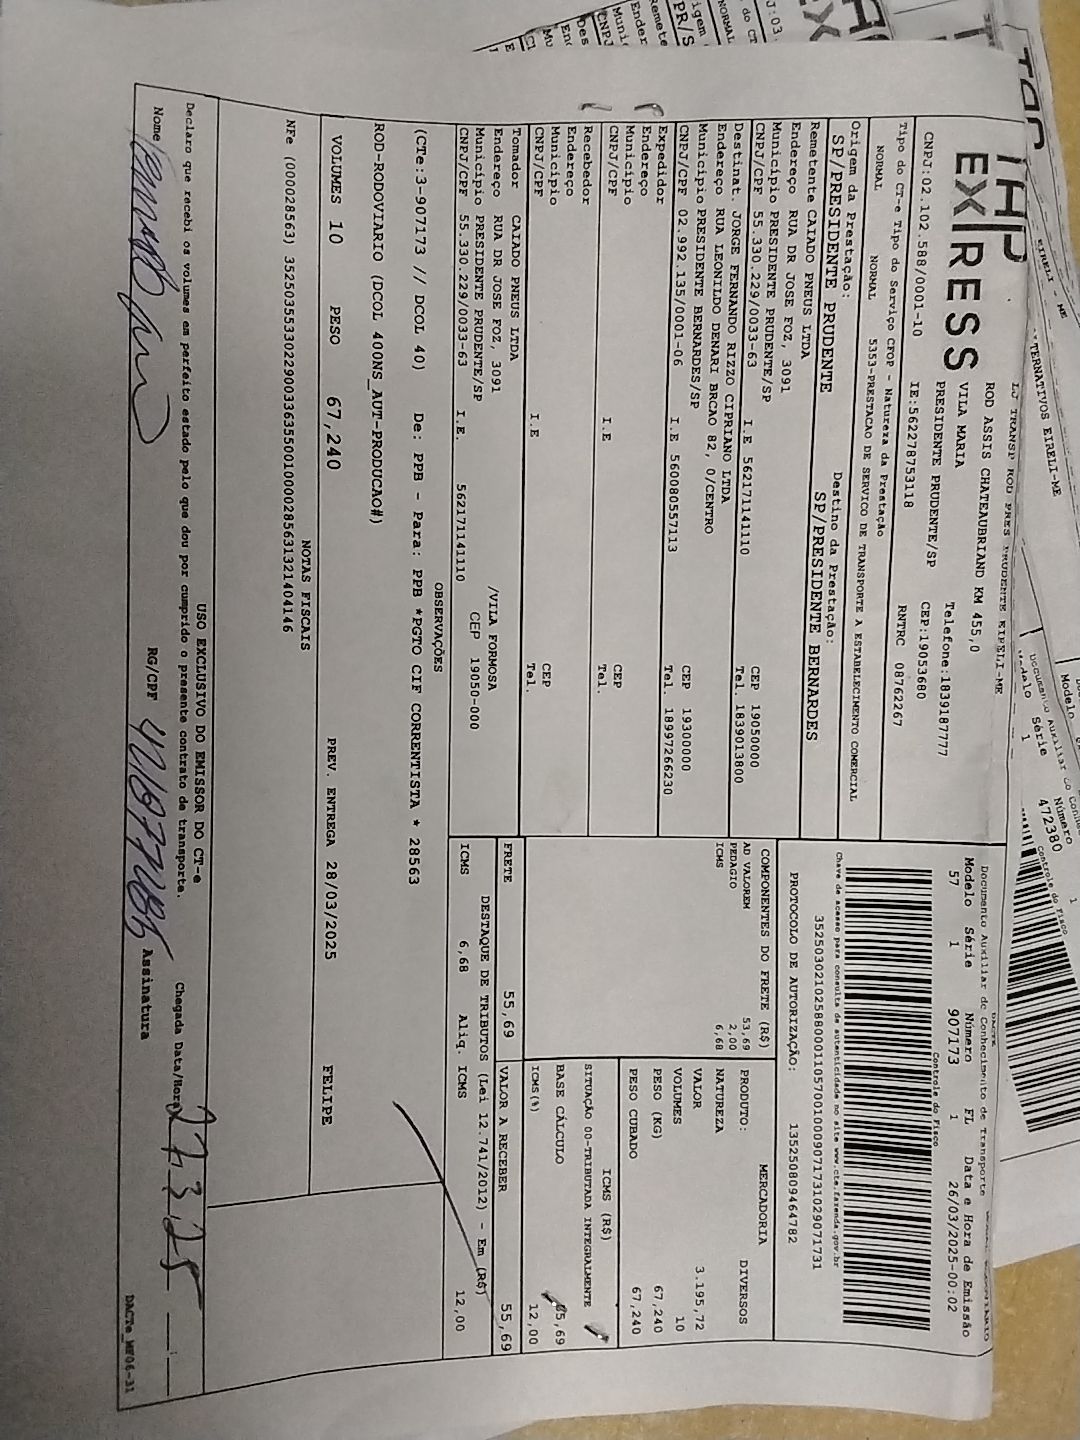 THP
EXPRESS
LJ TRANSP ROD PRES PRUDENTE EIRELI-ME
ROD ASSIS CHATEAUBRIAND KM 455,0
VILA MARIA
PRESIDENTE PRUDENTE/SP
Telefone:1839187777
CEP:19053680
CNPJ:02.102.588/0001-10
IE:562278753118
RNTRC 08762267
Tipo do CT-e Tipo do Serviço CFOP - Natureza da Prestação
NORMAL NORMAL 5353-PRESTACAO DE SERVICO DE TRANSPORTE A ESTABELECIMENTO COMERCIAL
Origem da Prestação: Destino da Prestação:
SP/PRESIDENTE PRUDENTE SP/PRESIDENTE BERNARDES
Remetente CAIADO PNEUS LTDA
Endereço RUA DR JOSE FOZ, 3091
Município PRESIDENTE PRUDENTE/SP CEP 19050000
CNPJ/CPF 55.330.229/0033-63 I.E 562171141110 Tel. 1839013800
Destinat. JORGE FERNANDO RIZZO CIPRIANO LTDA
Endereço RUA LEONILDO DENARI BRCAO 82, 0/CENTRO
Município PRESIDENTE BERNARDES/SP CEP 19300000
CNPJ/CPF 02.992.135/0001-06 I.E 560080557113 Tel. 18997266230
Expedidor
Endereço
Município CEP
CNPJ/CPF I.E Tel.
Recebedor
Endereço
Município CEP
CNPJ/CPF I.E Tel.
Tomador CAIADO PNEUS LTDA
Endereço RUA DR JOSE FOZ, 3091 /VILA FORMOSA
Município PRESIDENTE PRUDENTE/SP CEP 19050-000
CNPJ/CPF 55.330.229/0033-63 I.E. 562171141110
Documento Auxiliar de Conhecimento de Transporte
Modelo Série Número FL Data e Hora de Emissão
57 1 907173 1 26/03/2025-00:02
Controle do Fisco
Chave de acesso para consulta de autenticidade no site www.cte.fazenda.gov.br
35250302102588000110570010009071731029071731
PROTOCOLO DE AUTORIZAÇÃO: 135250809464782
COMPONENTES DO FRETE (R$)
AD VALOREM 53,69
PEDAGIO 2,00
ICMS 6,68
MERCADORIA
PRODUTO: DIVERSOS
NATUREZA
VALOR 3.195,72
VOLUMES 10
PESO (KG) 67,240
PESO CUBADO 67,240
ICMS (R$)
SITUAÇÃO 00-TRIBUTADA INTEGRALMENTE
BASE CÁLCULO 55,69
ICMS(%) 12,00
FRETE 55,69 VALOR A RECEBER 55,69
DESTAQUE DE TRIBUTOS (Lei 12.741/2012) - Em (R$)
ICMS 6,68 Aliq. ICMS 12,00
OBSERVAÇÕES
(CTe:3-907173 // DCOL 40) De: PPB - Para: PPB *PGTO CIF CORRENTISTA * 28563
ROD-RODOVIARIO (DCOL 400NS_AUT-PRODUCAO#)
VOLUMES 10 PESO 67,240 PREV. ENTREGA 28/03/2025 FELIPE
NOTAS FISCAIS
NFe (000028563) 35250355330229003363550010000285631321404146
USO EXCLUSIVO DO EMISSOR DO CT-e
Declaro que recebi os volumes em perfeito estado pelo que dou por cumprido o presente contrato de transporte.
Chegada Data/Hora 27 3 25
Nome RG/CPF Assinatura
DACTe_MF06-31
EIRELI - ME
TERNATIVOS EIRELI-ME
Modelo Série Número
1 472380
Controle do Fisco